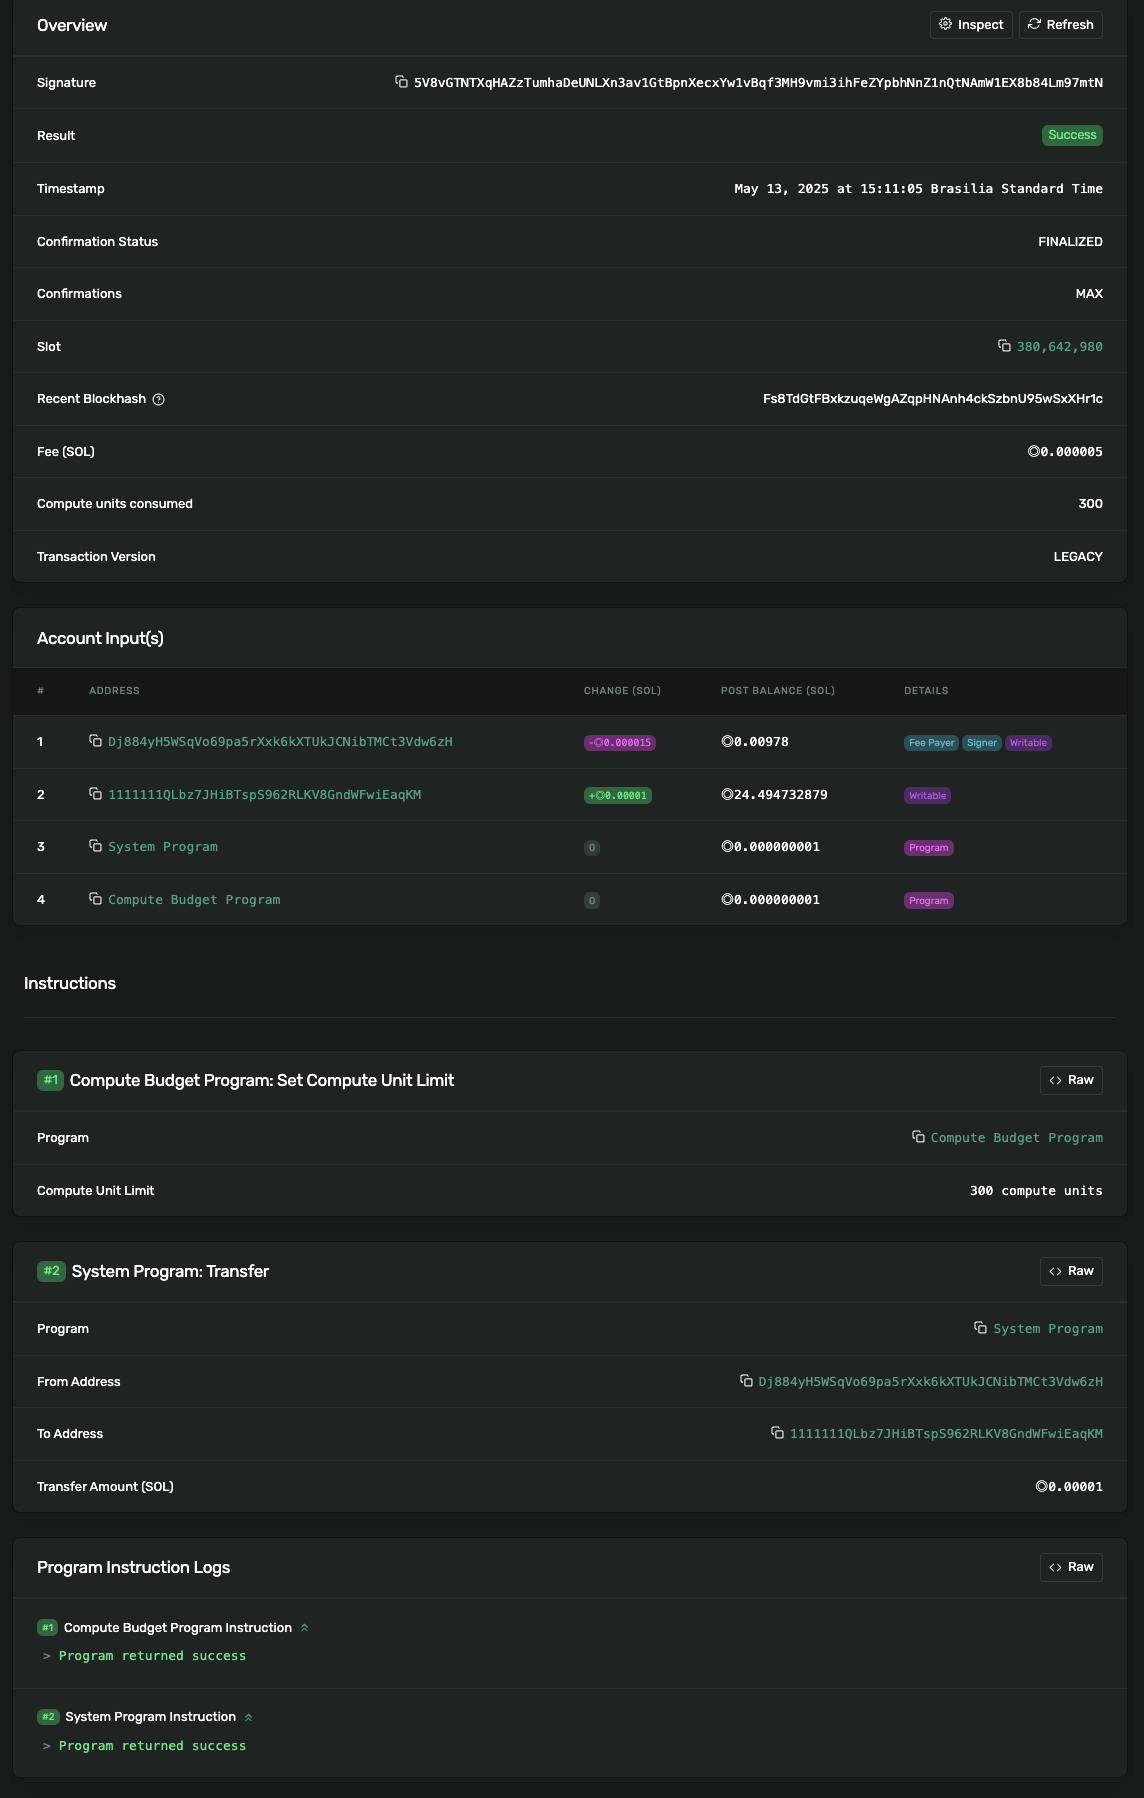 Overview
Inspect
Refresh
Signature
5V8vGTNTXqHAZzTumhaDeUNLXn3av1GtBpnXecxYw1vBqf3MH9vmi3ihFeZYpbhNnZ1nQtNAmW1EX8b84Lm97mtN
Result
Success
Timestamp
May 13, 2025 at 15:11:05 Brasilia Standard Time
Confirmation Status
FINALIZED
Confirmations
MAX
Slot
380,642,980
Recent Blockhash
Fs8TdGtFBxkzuqeWgAZqpHNAnh4ckSzbnU95wSxXHr1c
Fee (SOL)
◎0.000005
Compute units consumed
300
Transaction Version
LEGACY
Account Input(s)
# ADDRESS CHANGE (SOL) POST BALANCE (SOL) DETAILS
1 Dj884yH5WSqVo69pa5rXxk6kXTUkJCNibTMCt3Vdw6zH -◎0.000015 ◎0.00978 Fee Payer Signer Writable
2 1111111QLbz7JHiBTspS962RLKV8GndWFwiEaqKM +◎0.00001 ◎24.494732879 Writable
3 System Program 0 ◎0.000000001 Program
4 Compute Budget Program 0 ◎0.000000001 Program
Instructions
#1 Compute Budget Program: Set Compute Unit Limit
Raw
Program
Compute Budget Program
Compute Unit Limit
300 compute units
#2 System Program: Transfer
Raw
Program
System Program
From Address
Dj884yH5WSqVo69pa5rXxk6kXTUkJCNibTMCt3Vdw6zH
To Address
1111111QLbz7JHiBTspS962RLKV8GndWFwiEaqKM
Transfer Amount (SOL)
◎0.00001
Program Instruction Logs
Raw
#1 Compute Budget Program Instruction
> Program returned success
#2 System Program Instruction
> Program returned success